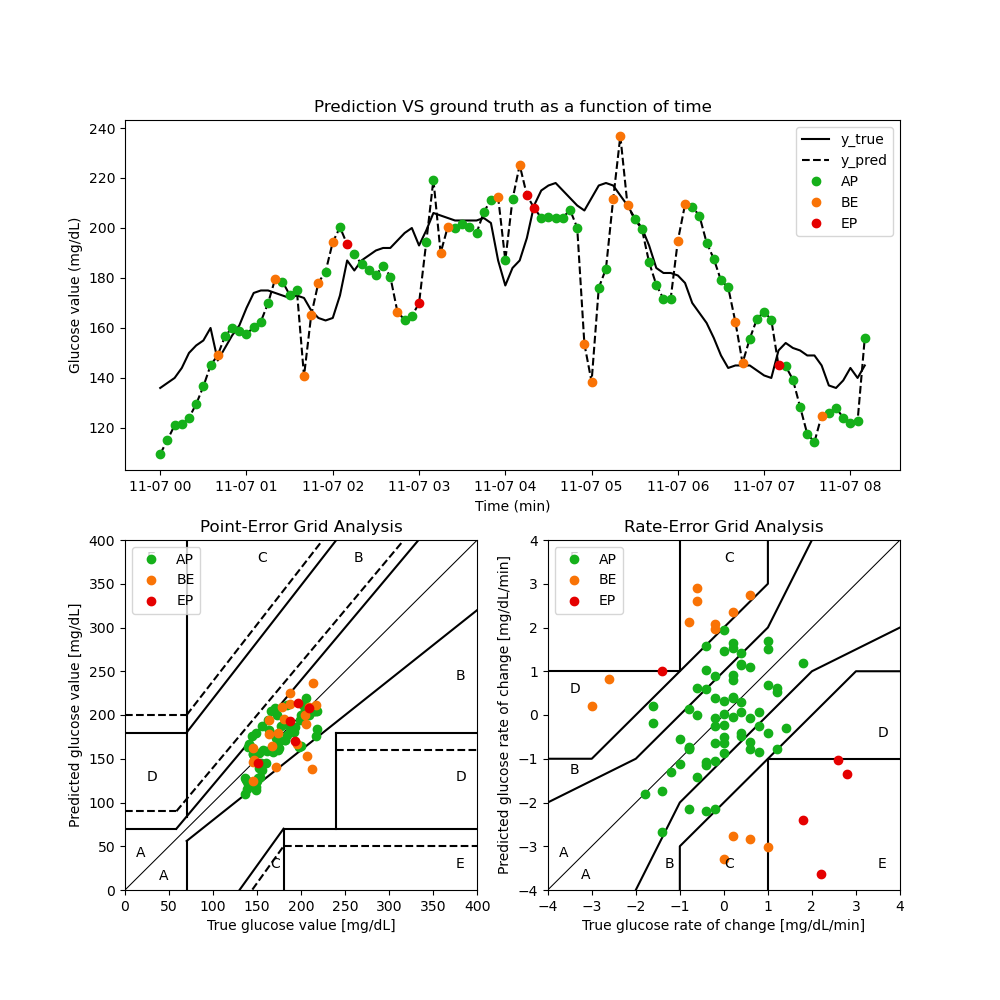 Prediction VS ground truth as a function of time
Glucose value (mg/dL)
240
220
200
180
160
140
120
y_true
y_pred
AP
BE
EP
11-07 00 11-07 01 11-07 02 11-07 03 11-07 04 11-07 05 11-07 06 11-07 07 11-07 08
Time (min)
Point-Error Grid Analysis
Predicted glucose value [mg/dL]
400
350
300
250
200
150
100
50
0
AP
BE
EP
C B
B
D D
A
A C E
0 50 100 150 200 250 300 350 400
True glucose value [mg/dL]
Rate-Error Grid Analysis
Predicted glucose rate of change [mg/dL/min]
4
3
2
1
0
−1
−2
−3
−4
AP
BE
EP
C
D
D
B
A
A B C E
−4 −3 −2 −1 0 1 2 3 4
True glucose rate of change [mg/dL/min]